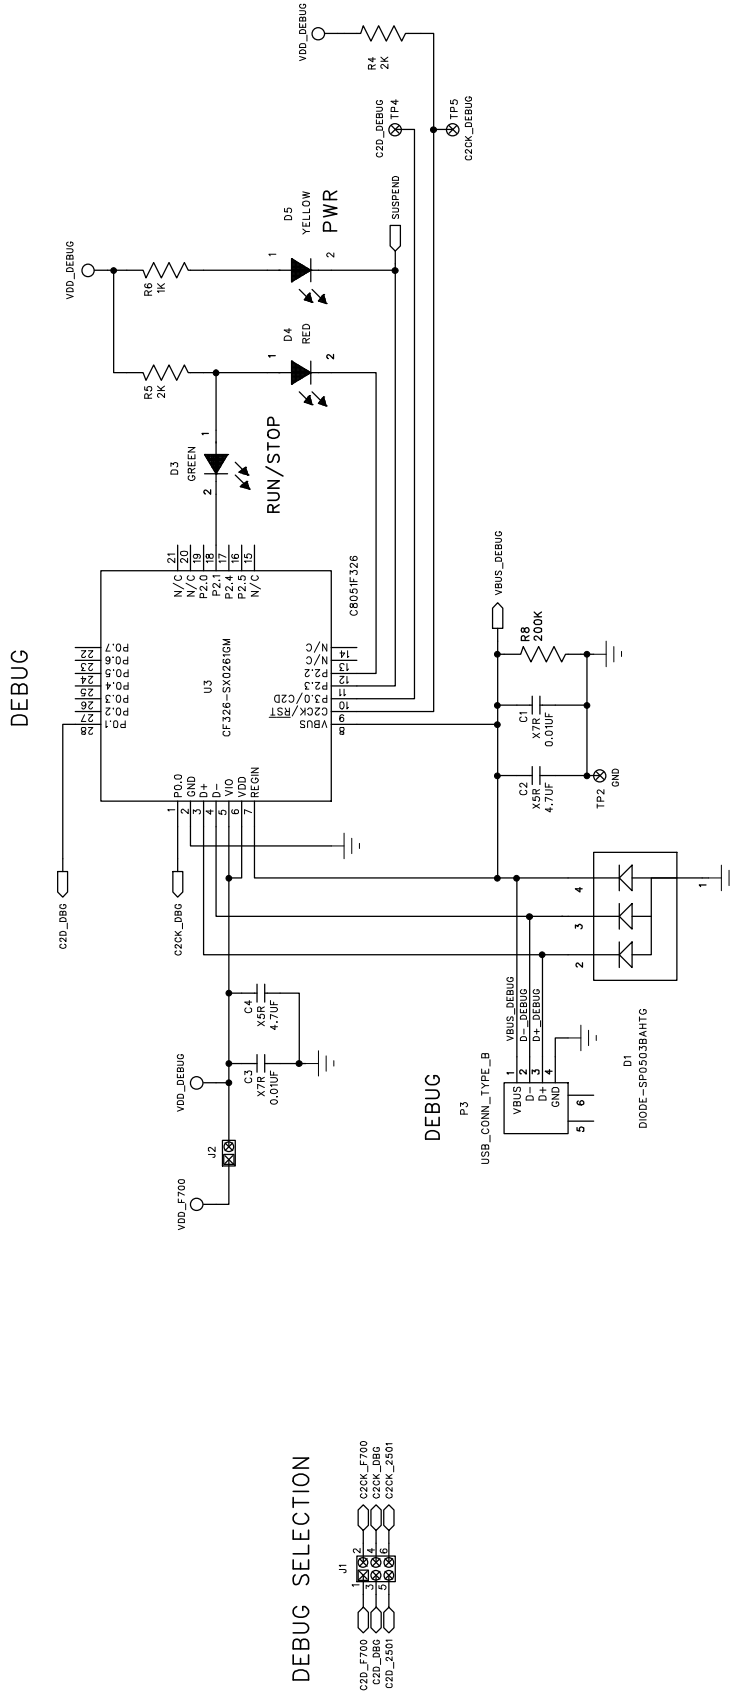 DEBUG SELECTION
J1
C2D_F700
C2D_DBG
C2D_2501
1
3
5
2
4
6
C2CK_F700
C2CK_DBG
C2CK_2501
DEBUG
C2D_DBG
C2CK_DBG
VDD_F700
J2
VDD_DEBUG
C3
X7R
0.01UF
C4
X5R
4.7UF
28
P0.1
27
P0.2
26
P0.3
25
P0.4
24
P0.5
23
P0.6
22
P0.7
1
P0.0
2
GND
3
D+
4
D-
5
VIO
6
VDD
7
REGIN
U3
CF326-SX0261GM
C8051F326
N/C
21
N/C
20
P2.0
19
P2.1
18
P2.4
17
P2.5
16
N/C
15
VBUS
8
C2CK/RST
9
P3.0/C2D
10
P2.3
11
P2.2
12
N/C
13
N/C
14
D3
GREEN
2
1
RUN/STOP
VDD_DEBUG
R5
2K
R6
1K
D4
RED
1
2
D5
YELLOW
1
2
PWR
SUSPEND
VDD_DEBUG
R4
2K
C2D_DEBUG
TP4
TP5
C2CK_DEBUG
VBUS_DEBUG
R8
200K
C1
X7R
0.01UF
C2
X5R
4.7UF
TP2
GND
DEBUG
P3
USB_CONN_TYPE_B
VBUS
1
VBUS_DEBUG
D-
2
D-_DEBUG
D+
3
D+_DEBUG
GND
4
5
6
2
3
4
1
D1
DIODE-SP0503BAHTG